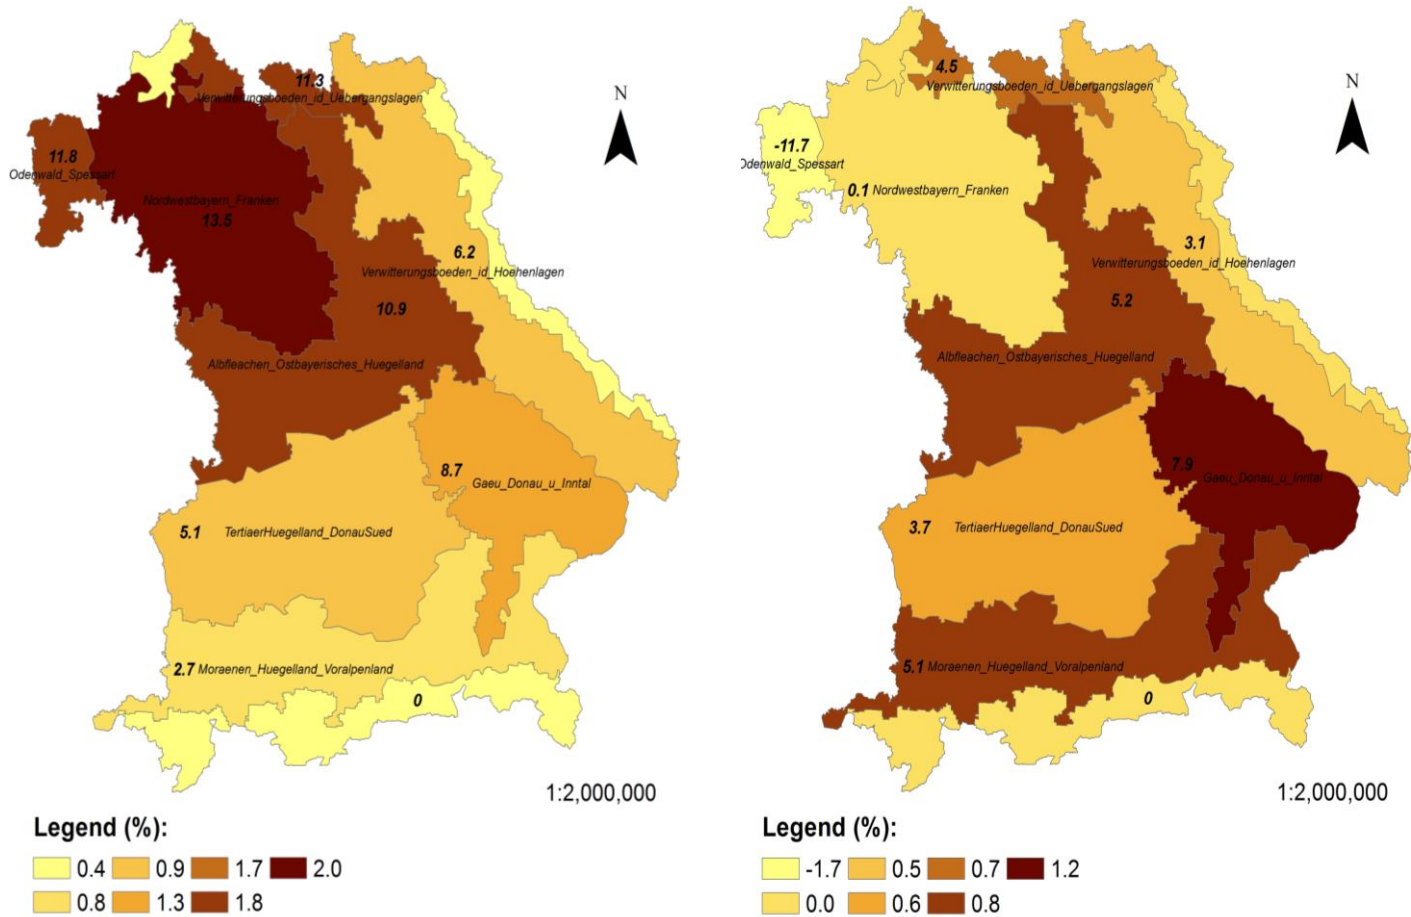 11.3
Verwitterungsboeden_id_Uebergangslagen
N
11.8
Odenwald_Spessart
Nordwestbayern_Franken
13.5
6.2
Verwitterungsboeden_id_Hoehenlagen
10.9
Albfleachen_Ostbayerisches_Huegelland
8.7
Gaeu_Donau_u_Inntal
5.1
TertiaerHuegelland_DonauSued
2.7
Moraenen_Huegelland_Voralpenland
0
1:2,000,000
Legend (%):
0.4 0.9 1.7 2.0
0.8 1.3 1.8
4.5
Verwitterungsboeden_id_Uebergangslagen
N
-11.7
Odenwald_Spessart
0.1 Nordwestbayern_Franken
3.1
Verwitterungsboeden_id_Hoehenlagen
5.2
Albfleachen_Ostbayerisches_Huegelland
7.9
Gaeu_Donau_u_Inntal
3.7
TertiaerHuegelland_DonauSued
5.1
Moraenen_Huegelland_Voralpenland
0
1:2,000,000
Legend (%):
-1.7 0.5 0.7 1.2
0.0 0.6 0.8